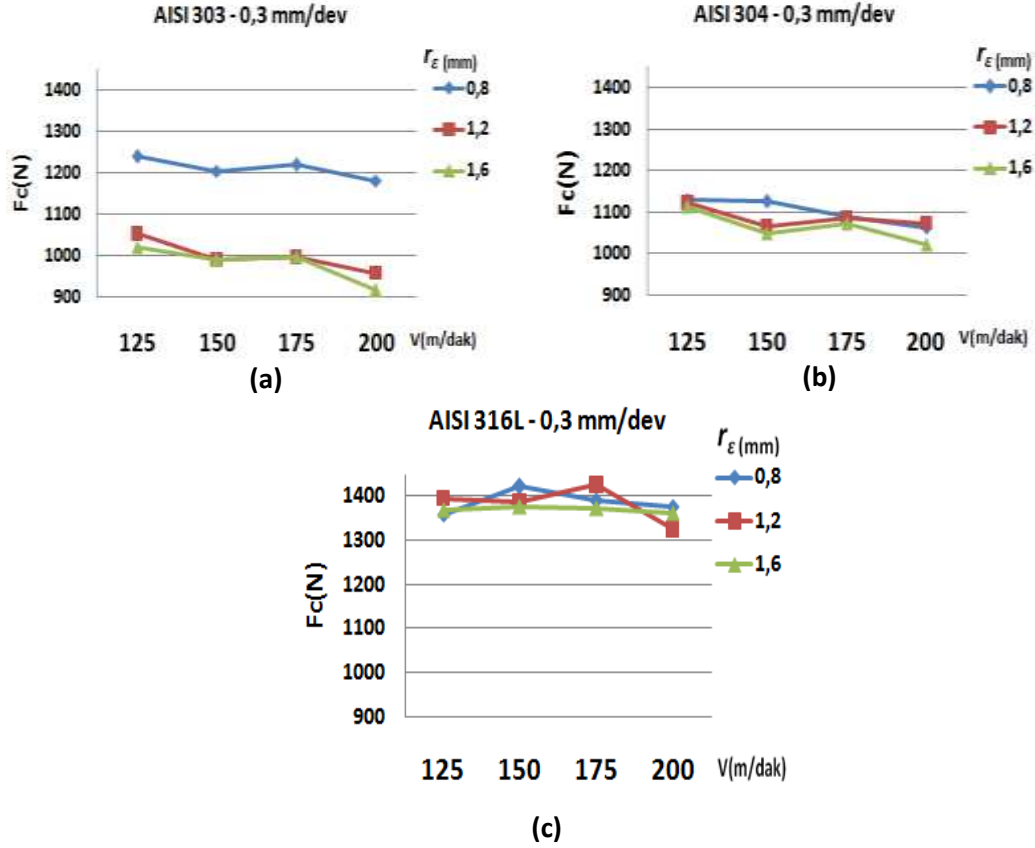 AISI 303 - 0,3 mm/dev
rε (mm)
0,8
1,2
1,6
Fc(N)
1400
1300
1200
1100
1000
900
125 150 175 200 V(m/dak)
(a)
AISI 304 - 0,3 mm/dev
rε (mm)
0,8
1,2
1,6
Fc(N)
1400
1300
1200
1100
1000
900
125 150 175 200 V(m/dak)
(b)
AISI 316L - 0,3 mm/dev
rε (mm)
0,8
1,2
1,6
Fc(N)
1400
1300
1200
1100
1000
900
125 150 175 200 V(m/dak)
(c)